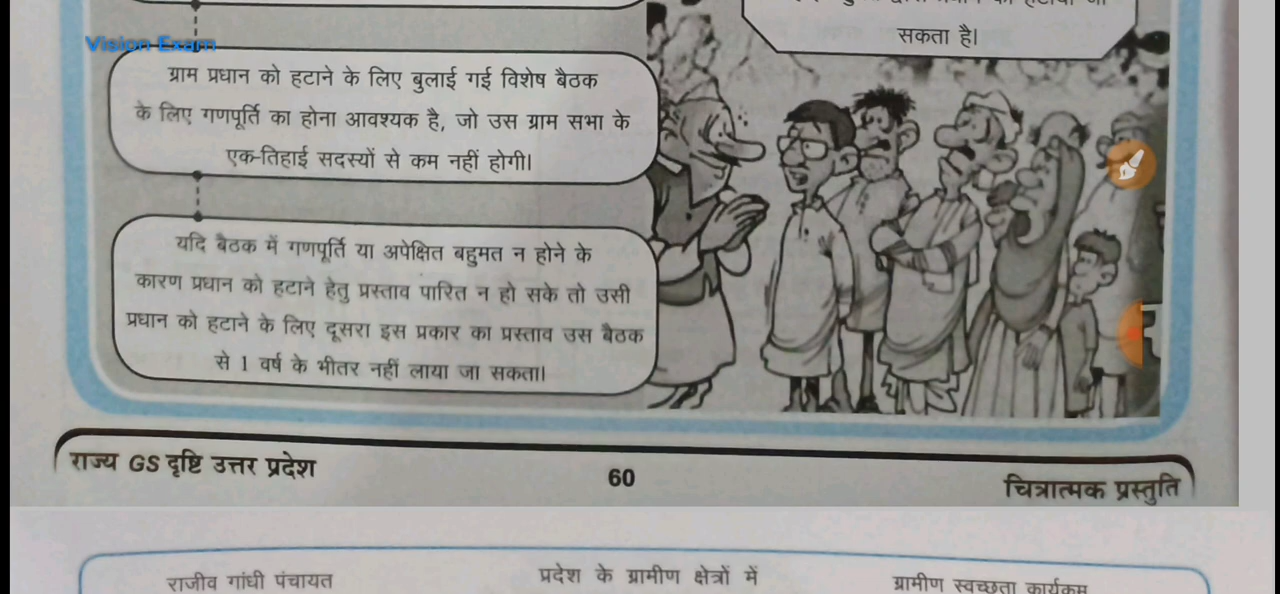 सकता है।
Vision Exam
ग्राम प्रधान को हटाने के लिए बुलाई गई विशेष बैठक
के लिए गणपूर्ति का होना आवश्यक है, जो उस ग्राम सभा के
एक-तिहाई सदस्यों से कम नहीं होगी।
यदि बैठक में गणपूर्ति या अपेक्षित बहुमत न होने के
कारण प्रधान को हटाने हेतु प्रस्ताव पारित न हो सके तो उसी
प्रधान को हटाने के लिए दूसरा इस प्रकार का प्रस्ताव उस बैठक
से 1 वर्ष के भीतर नहीं लाया जा सकता।
राज्य GS दृष्टि उत्तर प्रदेश
60
चित्रात्मक प्रस्तुति
राजीव गांधी पंचायत
प्रदेश के ग्रामीण क्षेत्रों में
ग्रामीण स्वच्छता कार्यक्रम